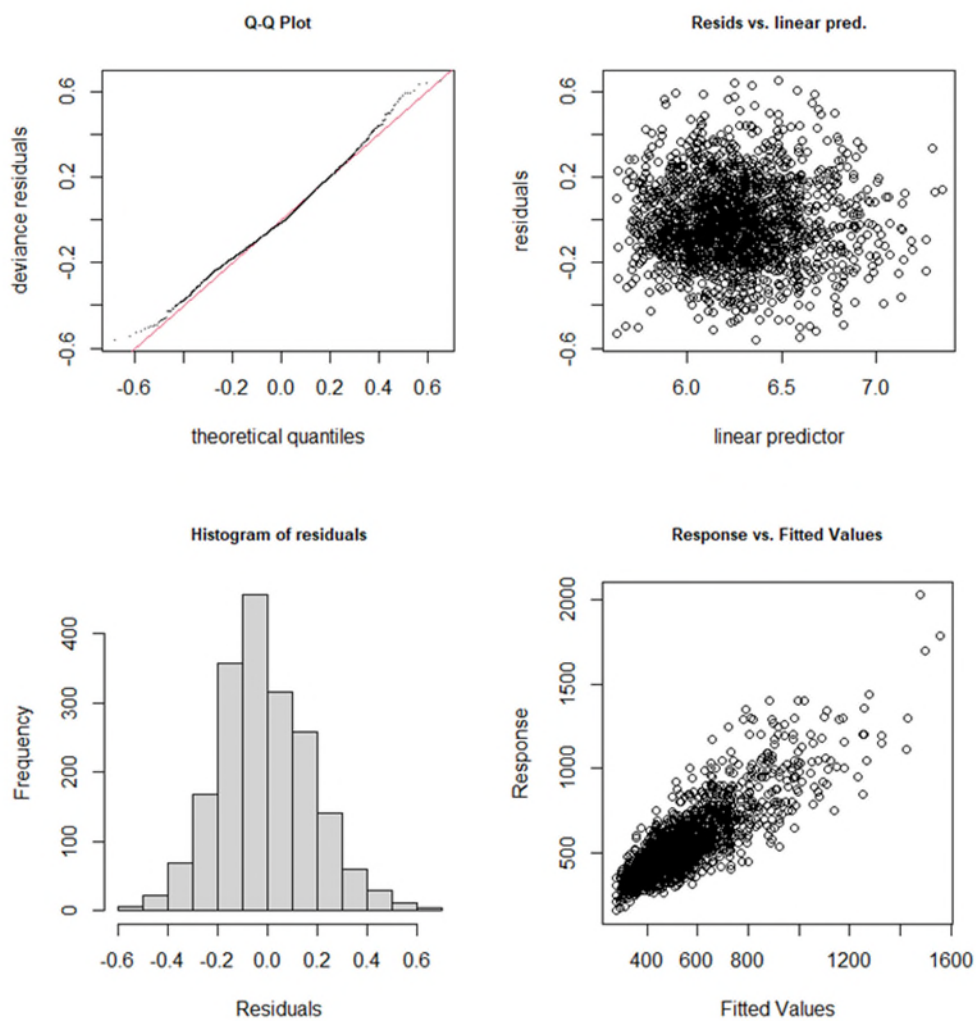 Q-Q Plot
deviance residuals
0.6
0.2
-0.2
-0.6
-0.6 -0.2 0.0 0.2 0.4 0.6
theoretical quantiles
Resids vs. linear pred.
residuals
0.6
0.2
-0.2
-0.6
6.0 6.5 7.0
linear predictor
Histogram of residuals
Frequency
400
300
200
100
0
-0.6 -0.4 -0.2 0.0 0.2 0.4 0.6
Residuals
Response vs. Fitted Values
Response
2000
1500
1000
500
400 600 800 1200 1600
Fitted Values